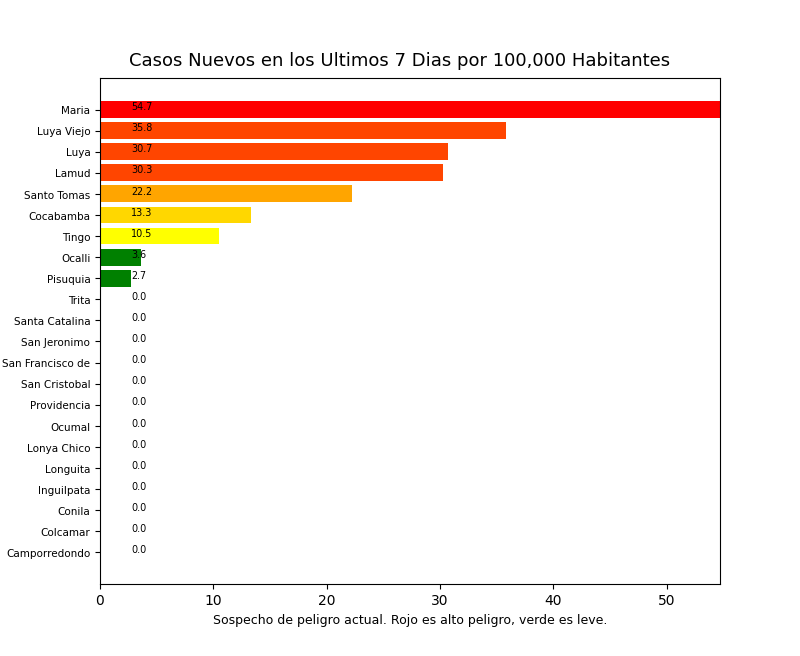 Casos Nuevos en los Ultimos 7 Dias por 100,000 Habitantes
Maria 54.7
Luya Viejo 35.8
Luya 30.7
Lamud 30.3
Santo Tomas 22.2
Cocabamba 13.3
Tingo 10.5
Ocalli 3.6
Pisuquia 2.7
Trita 0.0
Santa Catalina 0.0
San Jeronimo 0.0
San Francisco de 0.0
San Cristobal 0.0
Providencia 0.0
Ocumal 0.0
Lonya Chico 0.0
Longuita 0.0
Inguilpata 0.0
Conila 0.0
Colcamar 0.0
Camporredondo 0.0
0 10 20 30 40 50
Sospecho de peligro actual. Rojo es alto peligro, verde es leve.